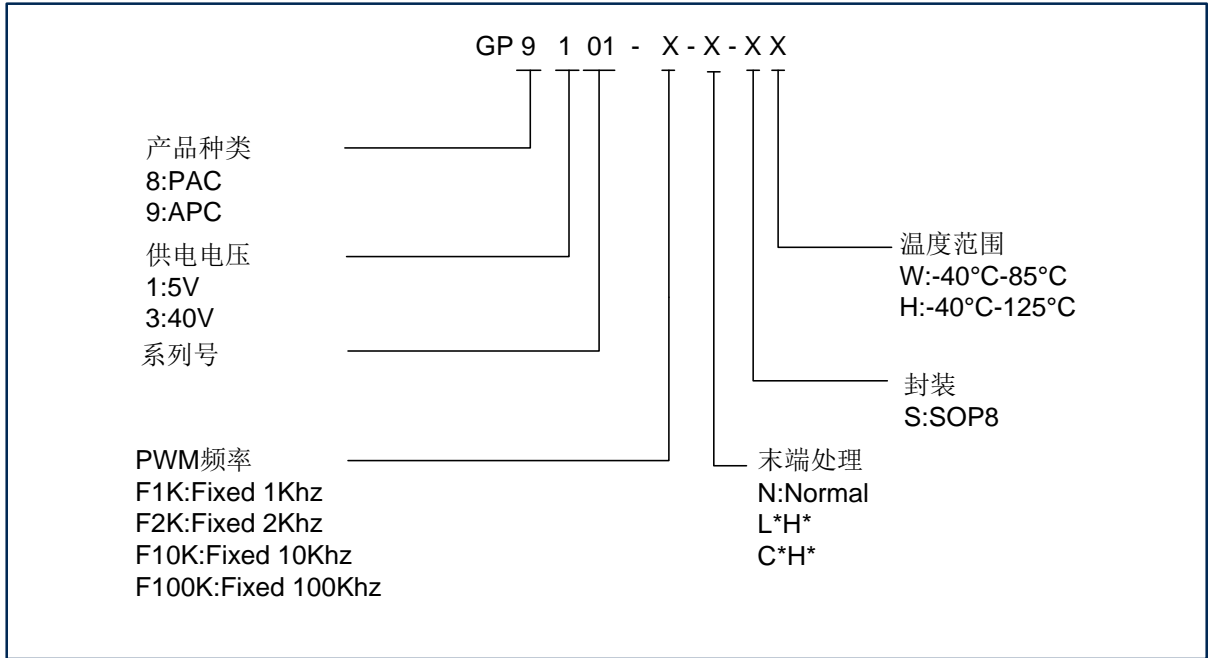 GP 9 1 01 - X - X - X X
产品种类
8:PAC
9:APC
供电电压
1:5V
3:40V
系列号
PWM频率
F1K:Fixed 1Khz
F2K:Fixed 2Khz
F10K:Fixed 10Khz
F100K:Fixed 100Khz
温度范围
W:-40°C-85°C
H:-40°C-125°C
封装
S:SOP8
末端处理
N:Normal
L*H*
C*H*